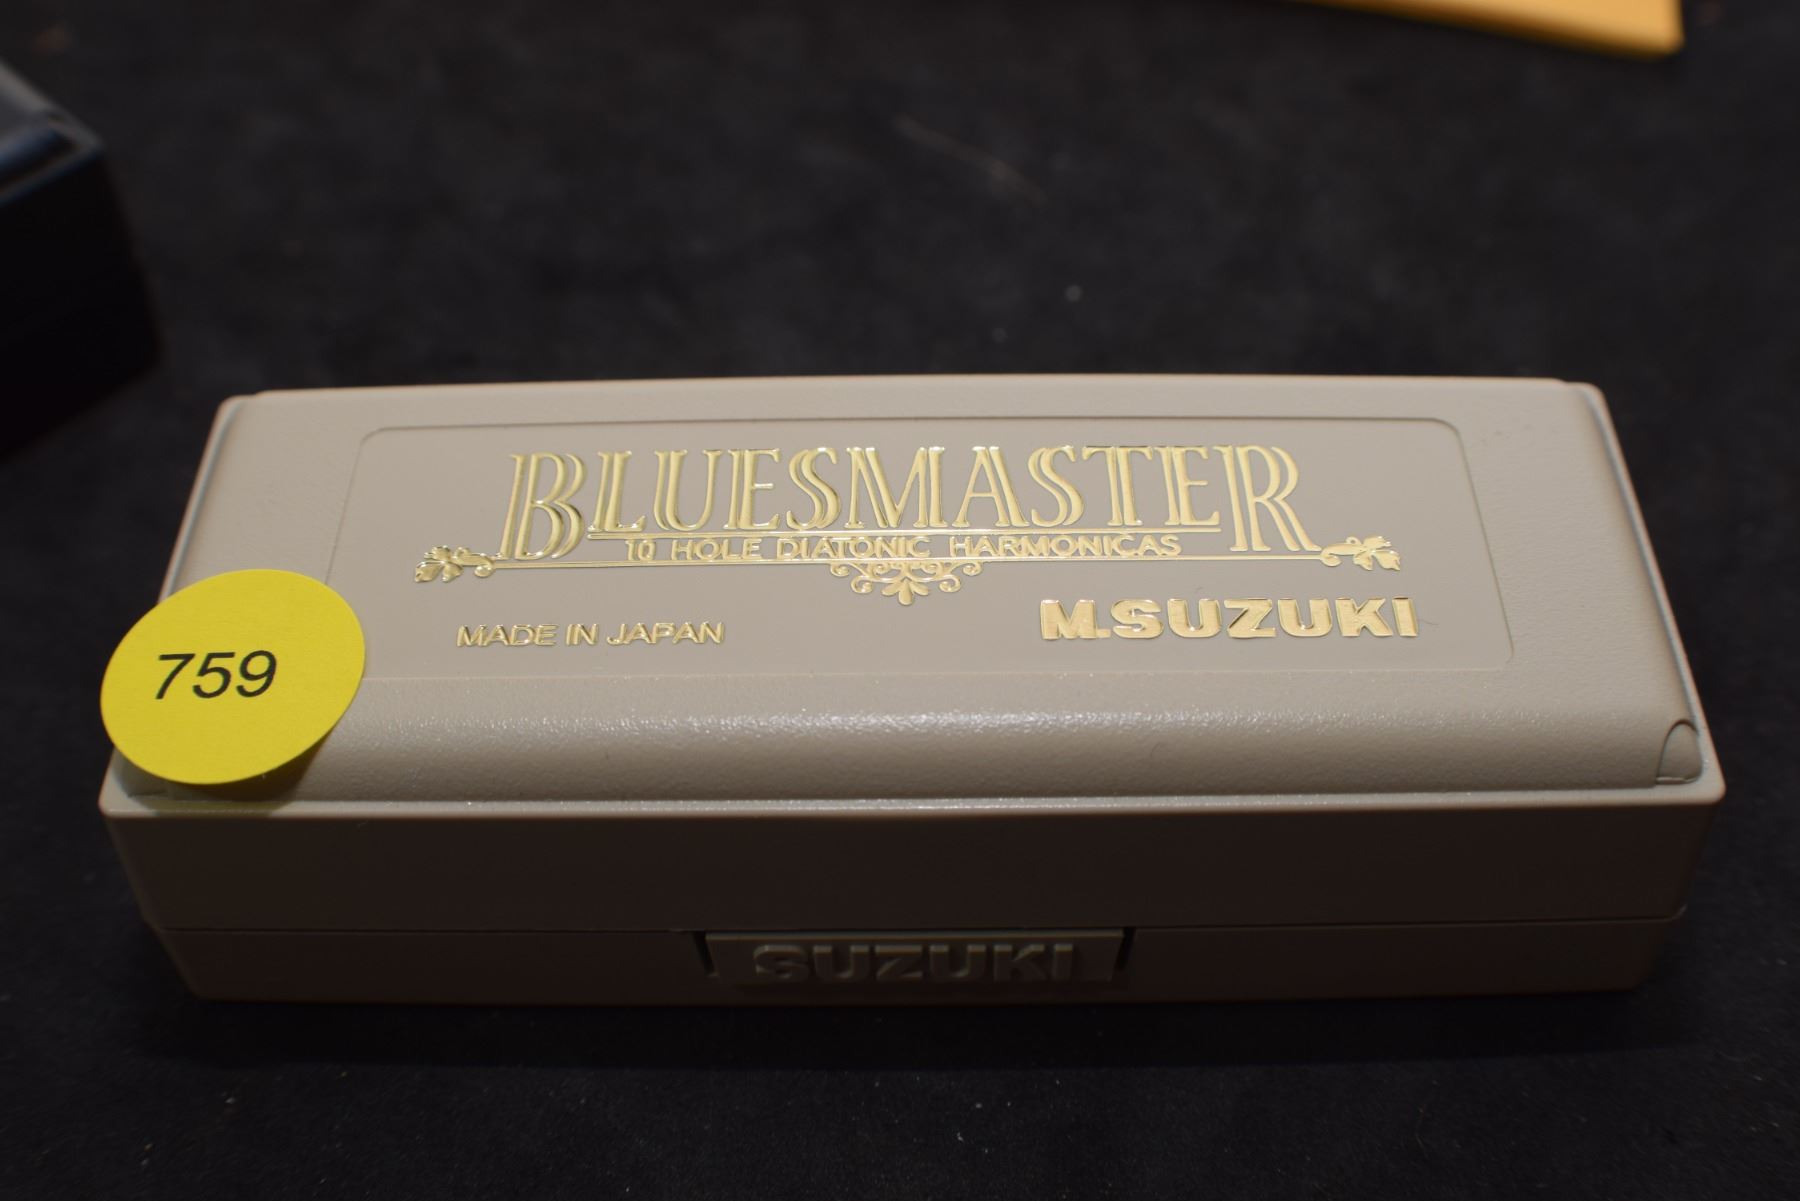 BLUESMASTER
10 HOLE DIATONIC HARMONICAS
MADE IN JAPAN
M.SUZUKI
759
SUZUKI